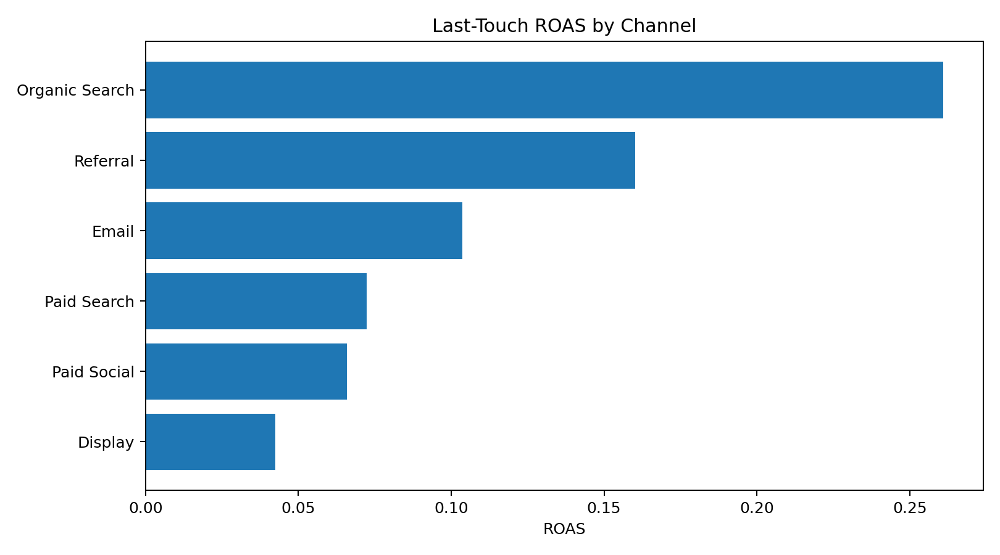 Last-Touch ROAS by Channel
Organic Search
Referral
Email
Paid Search
Paid Social
Display
0.00 0.05 0.10 0.15 0.20 0.25
ROAS